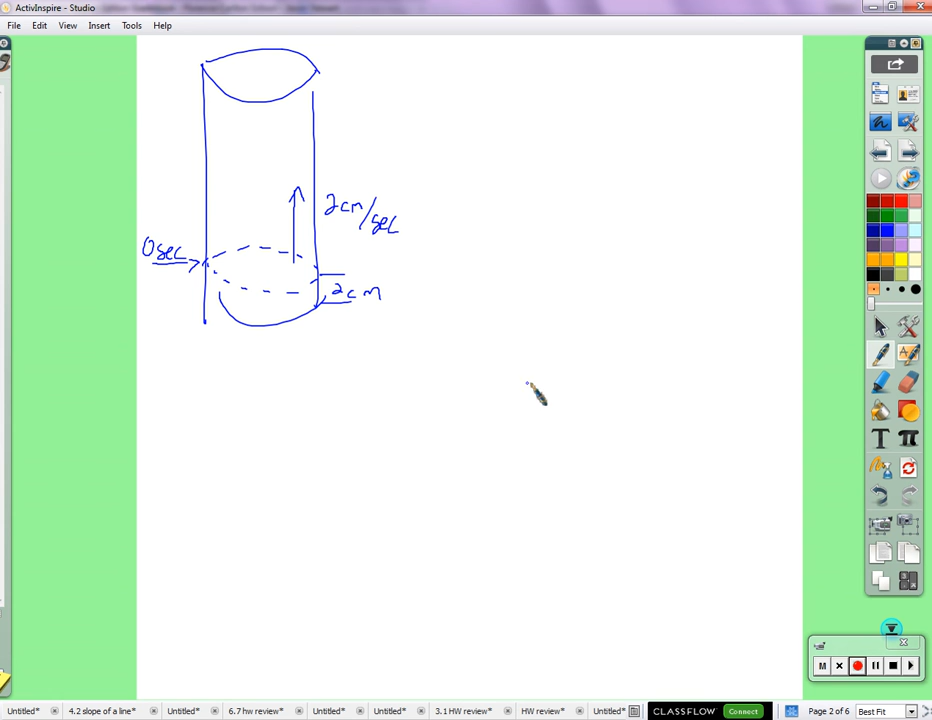 ActivInspire - Studio
File Edit View Insert Tools Help
2cm/sec
0sec
2cm
Untitled* 4.2 slope of a line* Untitled* 6.7 hw review* Untitled* Untitled* 3.1 HW review* HW review* Untitled* CLASSFLOW Connect Page 2 of 6 Best Fit
M